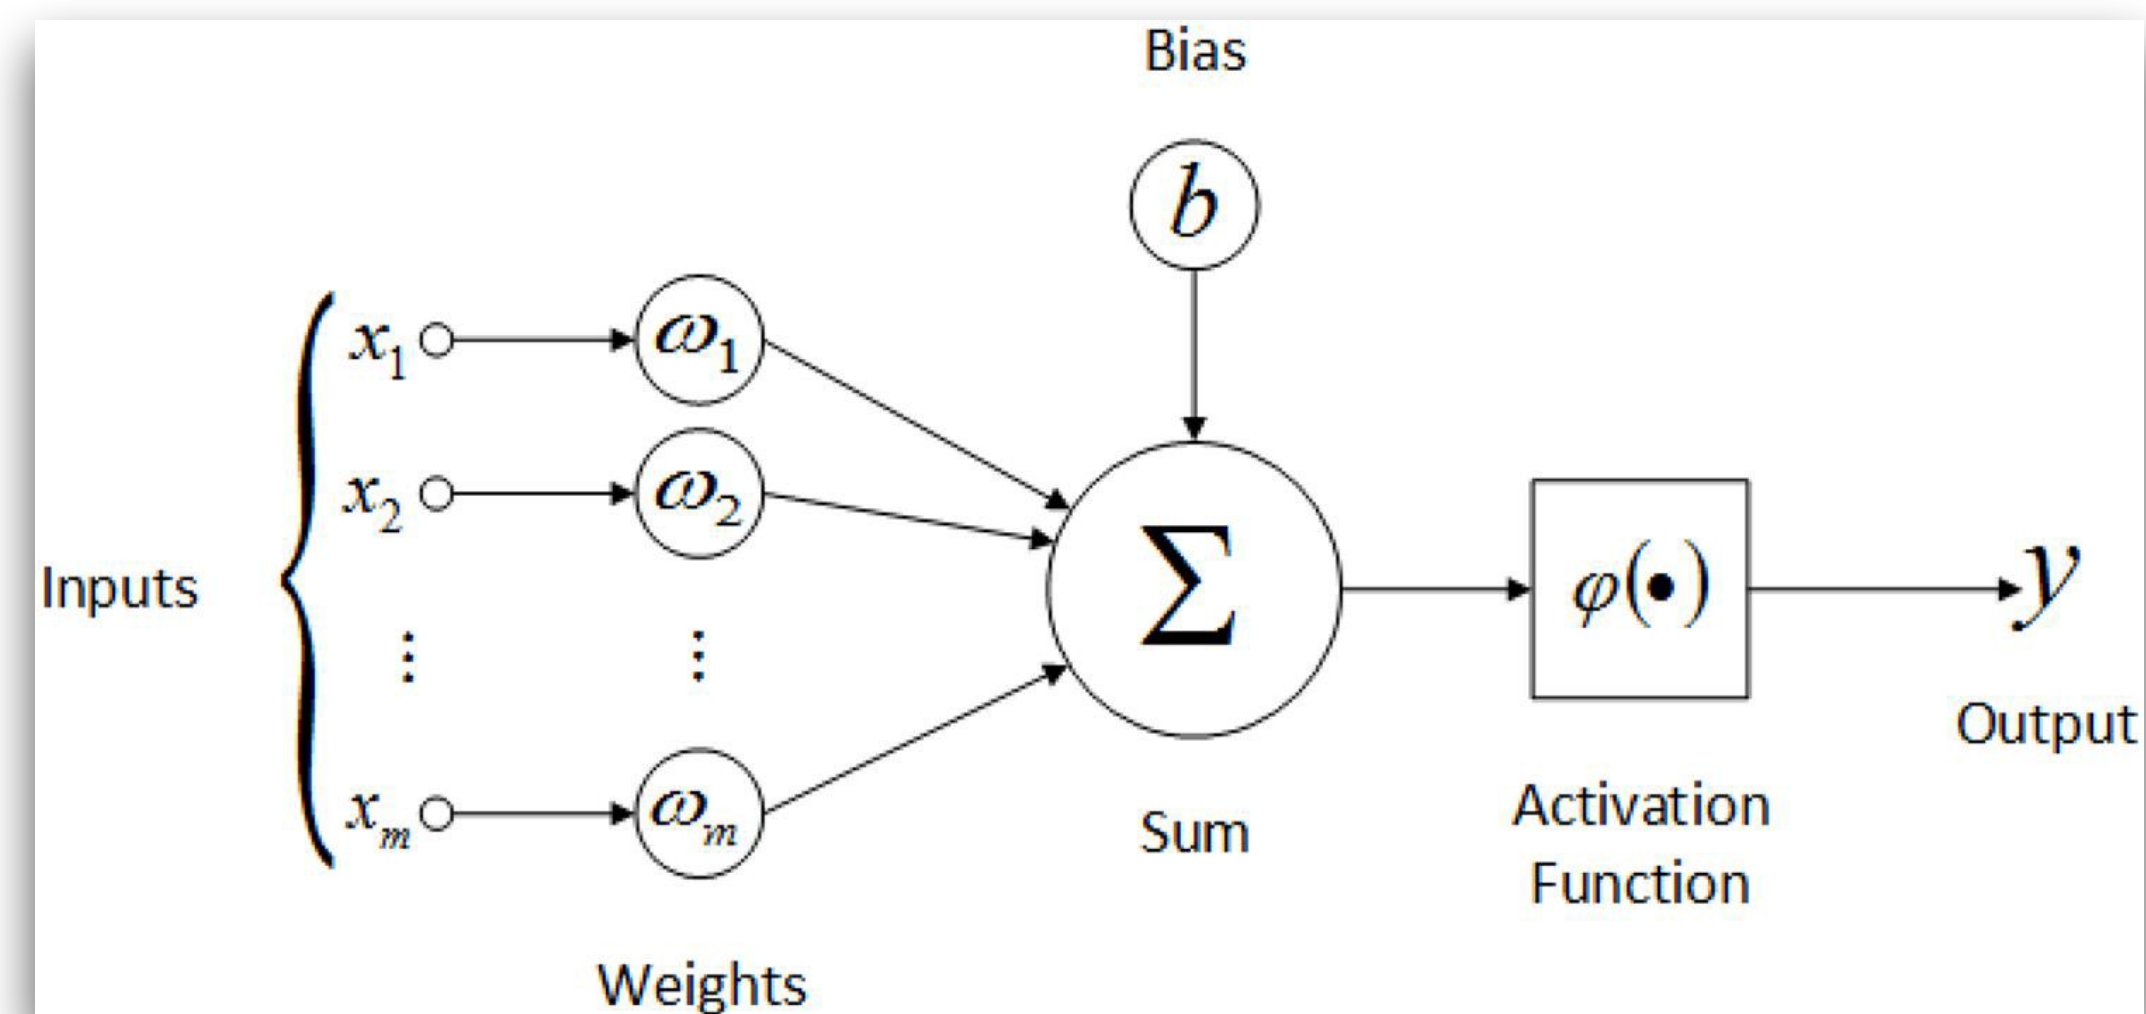 Bias
b
x₁ ω₁
x₂ ω₂
Inputs
⋮ ⋮
Σ
φ(•)
y
Output
xₘ ωₘ
Sum
Activation
Function
Weights